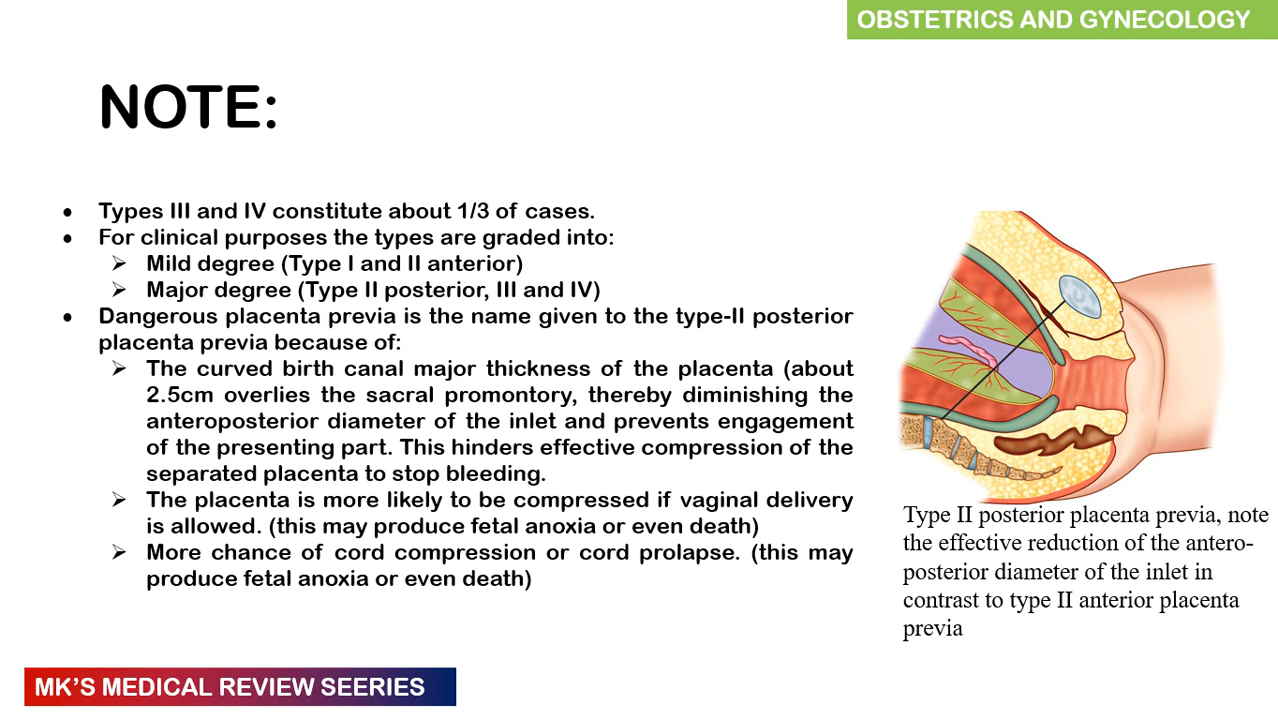 OBSTETRICS AND GYNECOLOGY
NOTE:
• Types III and IV constitute about 1/3 of cases.
• For clinical purposes the types are graded into:
➢ Mild degree (Type I and II anterior)
➢ Major degree (Type II posterior, III and IV)
• Dangerous placenta previa is the name given to the type-II posterior
placenta previa because of:
➢ The curved birth canal major thickness of the placenta (about
2.5cm overlies the sacral promontory, thereby diminishing the
anteroposterior diameter of the inlet and prevents engagement
of the presenting part. This hinders effective compression of the
separated placenta to stop bleeding.
➢ The placenta is more likely to be compressed if vaginal delivery
is allowed. (this may produce fetal anoxia or even death)
➢ More chance of cord compression or cord prolapse. (this may
produce fetal anoxia or even death)
Type II posterior placenta previa, note
the effective reduction of the antero-
posterior diameter of the inlet in
contrast to type II anterior placenta
previa
MK'S MEDICAL REVIEW SEERIES